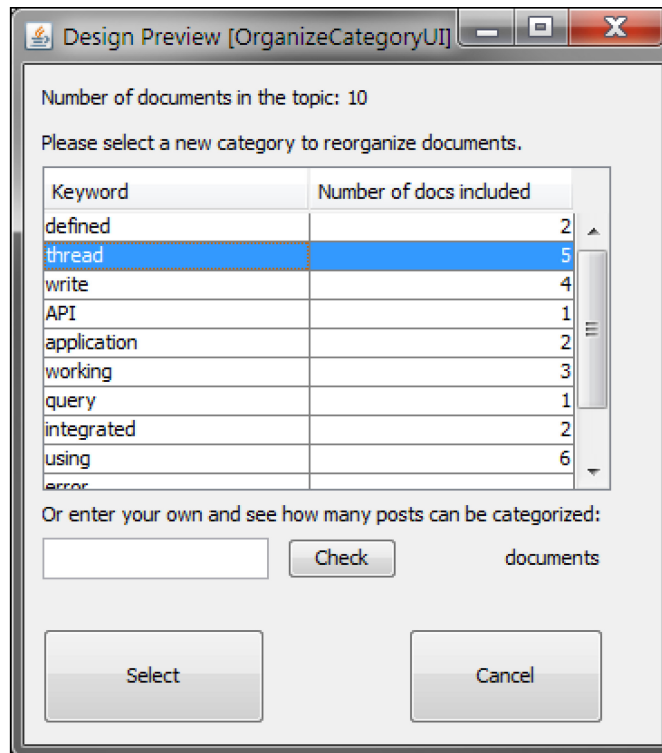 Design Preview [OrganizeCategoryUI]
Number of documents in the topic: 10
Please select a new category to reorganize documents.
Keyword Number of docs included
defined 2
thread 5
write 4
API 1
application 2
working 3
query 1
integrated 2
using 6
error
Or enter your own and see how many posts can be categorized:
Check documents
Select Cancel